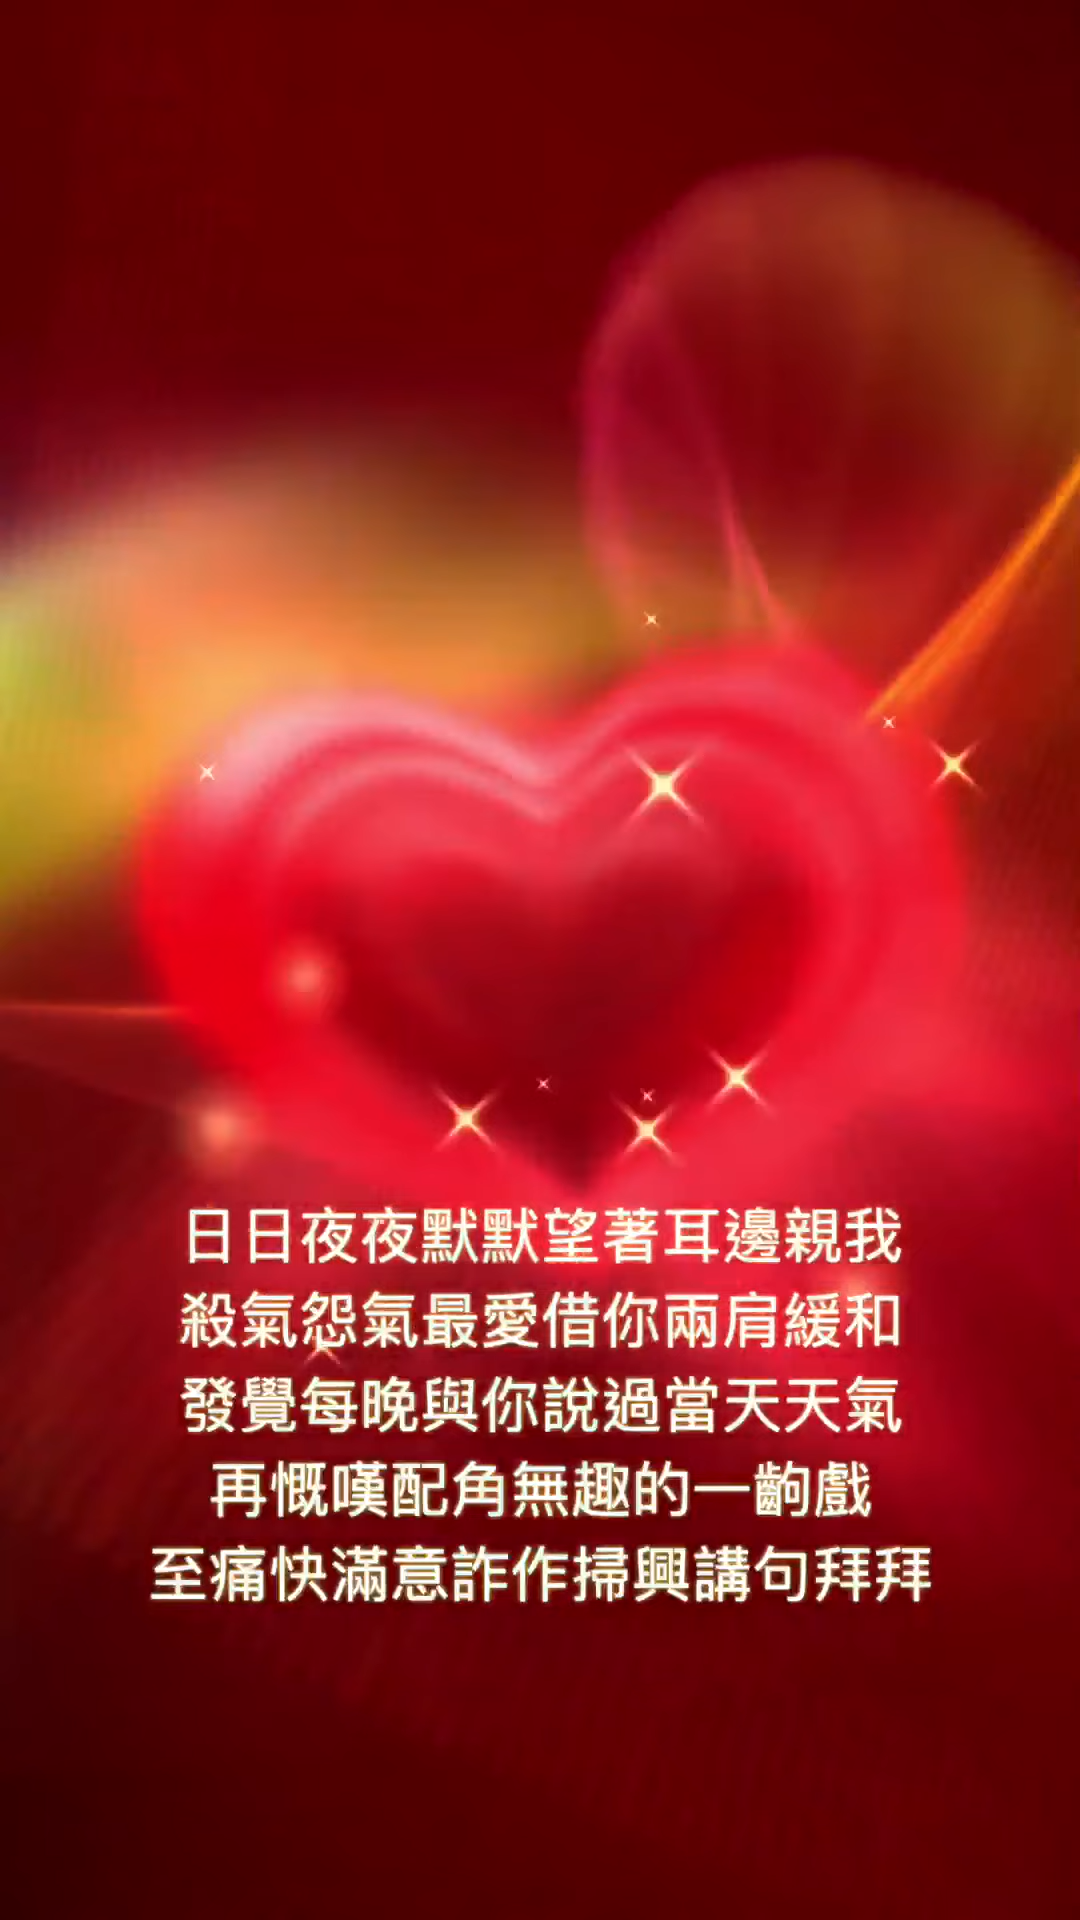 日日夜夜默默望著耳邊親我
殺氣怨氣最愛借你兩肩緩和
發覺每晚與你說過當天天氣
再慨嘆配角無趣的一齣戲
至痛快滿意詐作掃興講句拜拜